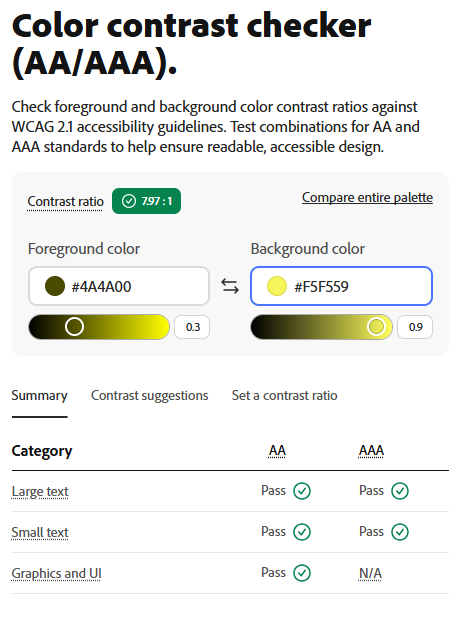 Color contrast checker
(AA/AAA).
Check foreground and background color contrast ratios against
WCAG 2.1 accessibility guidelines. Test combinations for AA and
AAA standards to help ensure readable, accessible design.
Contrast ratio 7.97 : 1 Compare entire palette
Foreground color Background color
#4A4A00 #F5F559
0.3 0.9
Summary Contrast suggestions Set a contrast ratio
Category AA AAA
Large text Pass Pass
Small text Pass Pass
Graphics and UI Pass N/A